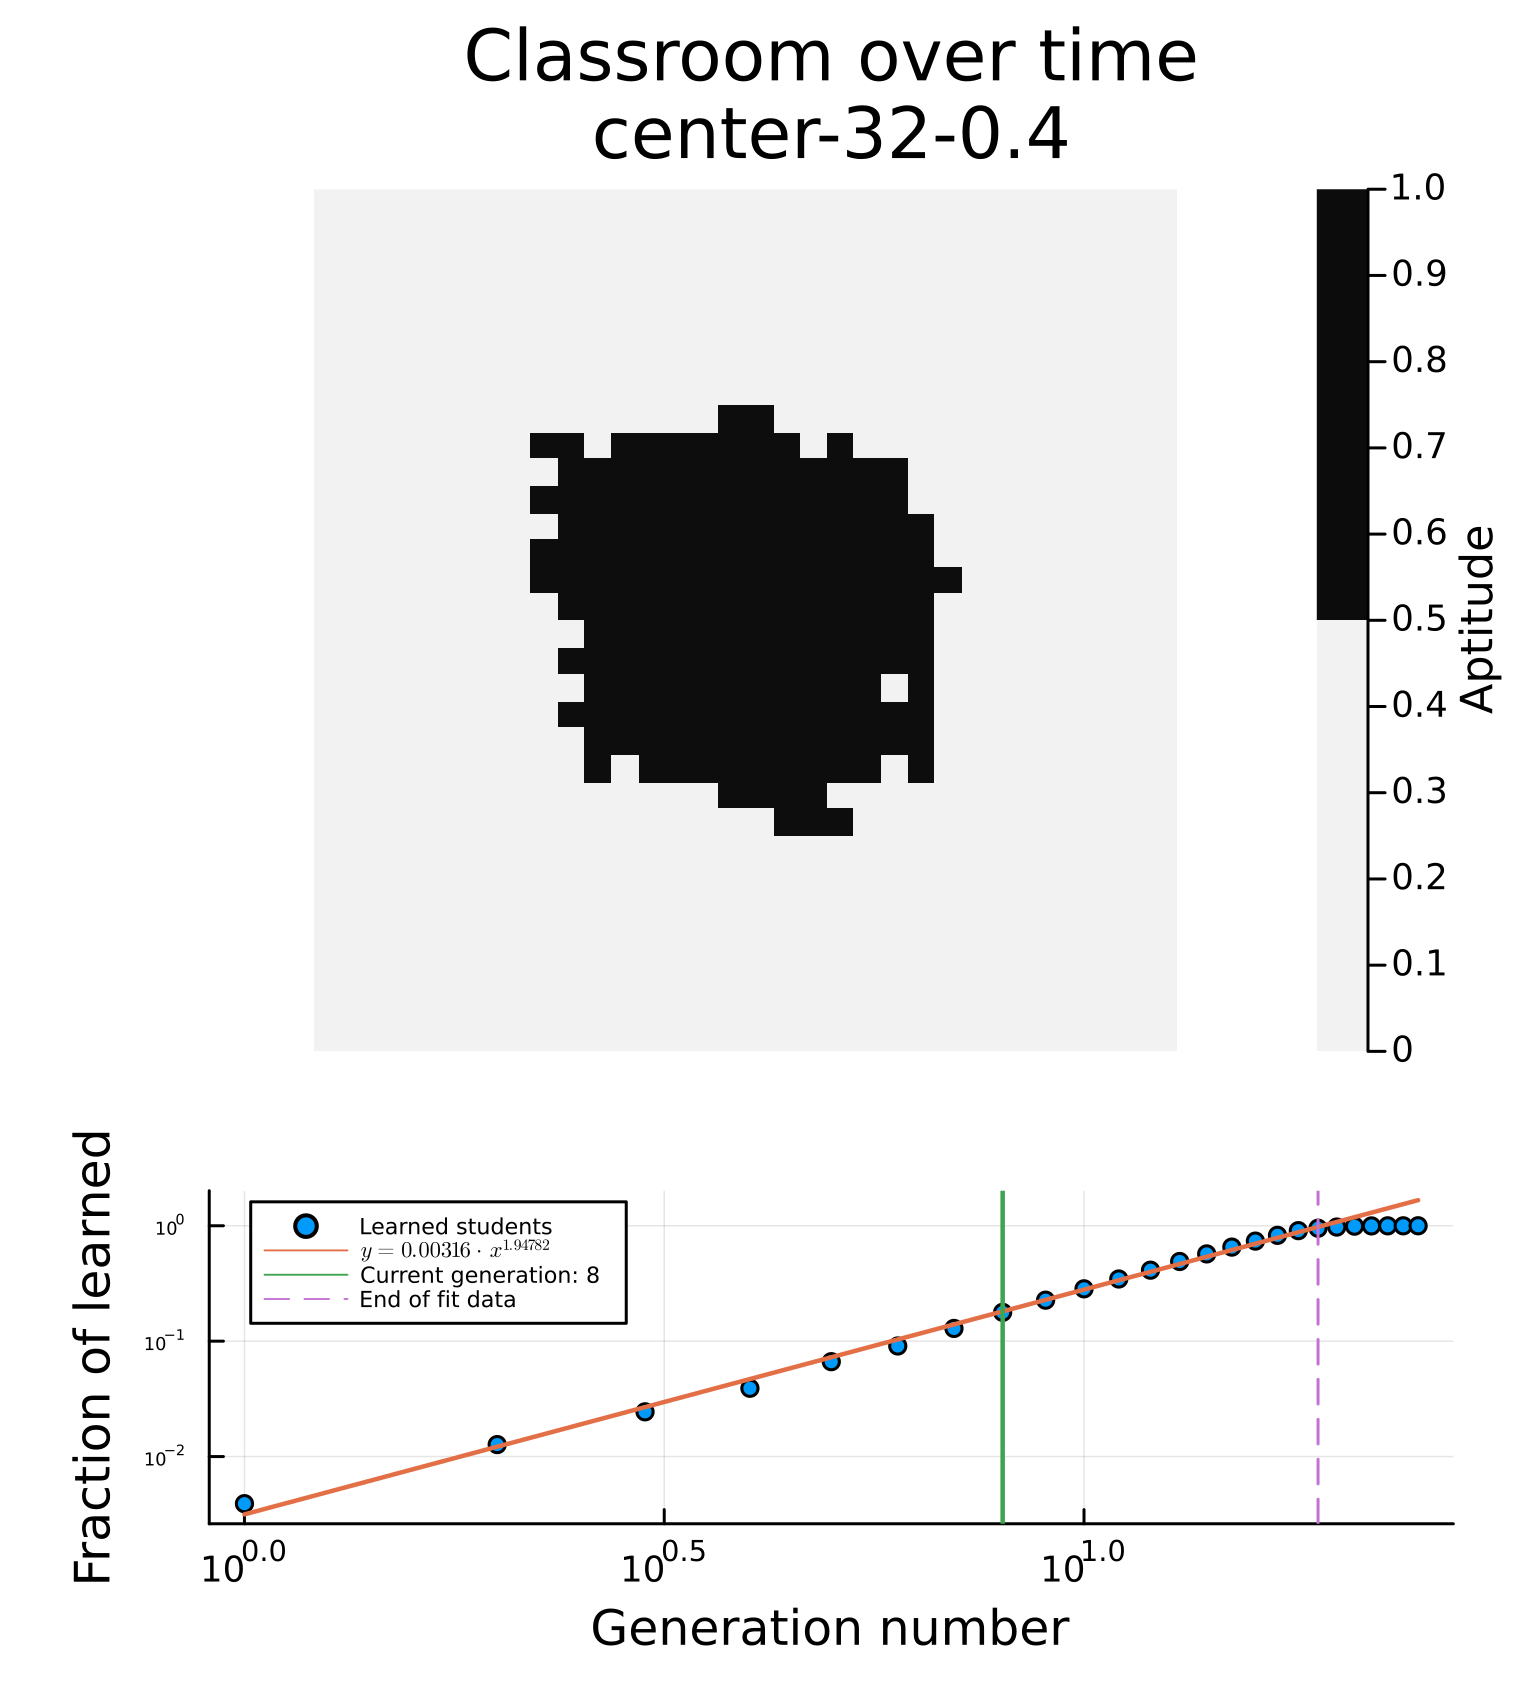 Classroom over time
center-32-0.4
1.0
0.9
0.8
0.7
0.6
0.5
0.4
0.3
0.2
0.1
0
Aptitude
Fraction of learned
10^0
10^−1
10^−2
Learned students
y = 0.00316 · x^1.94782
Current generation: 8
End of fit data
10^0.0
10^0.5
10^1.0
Generation number